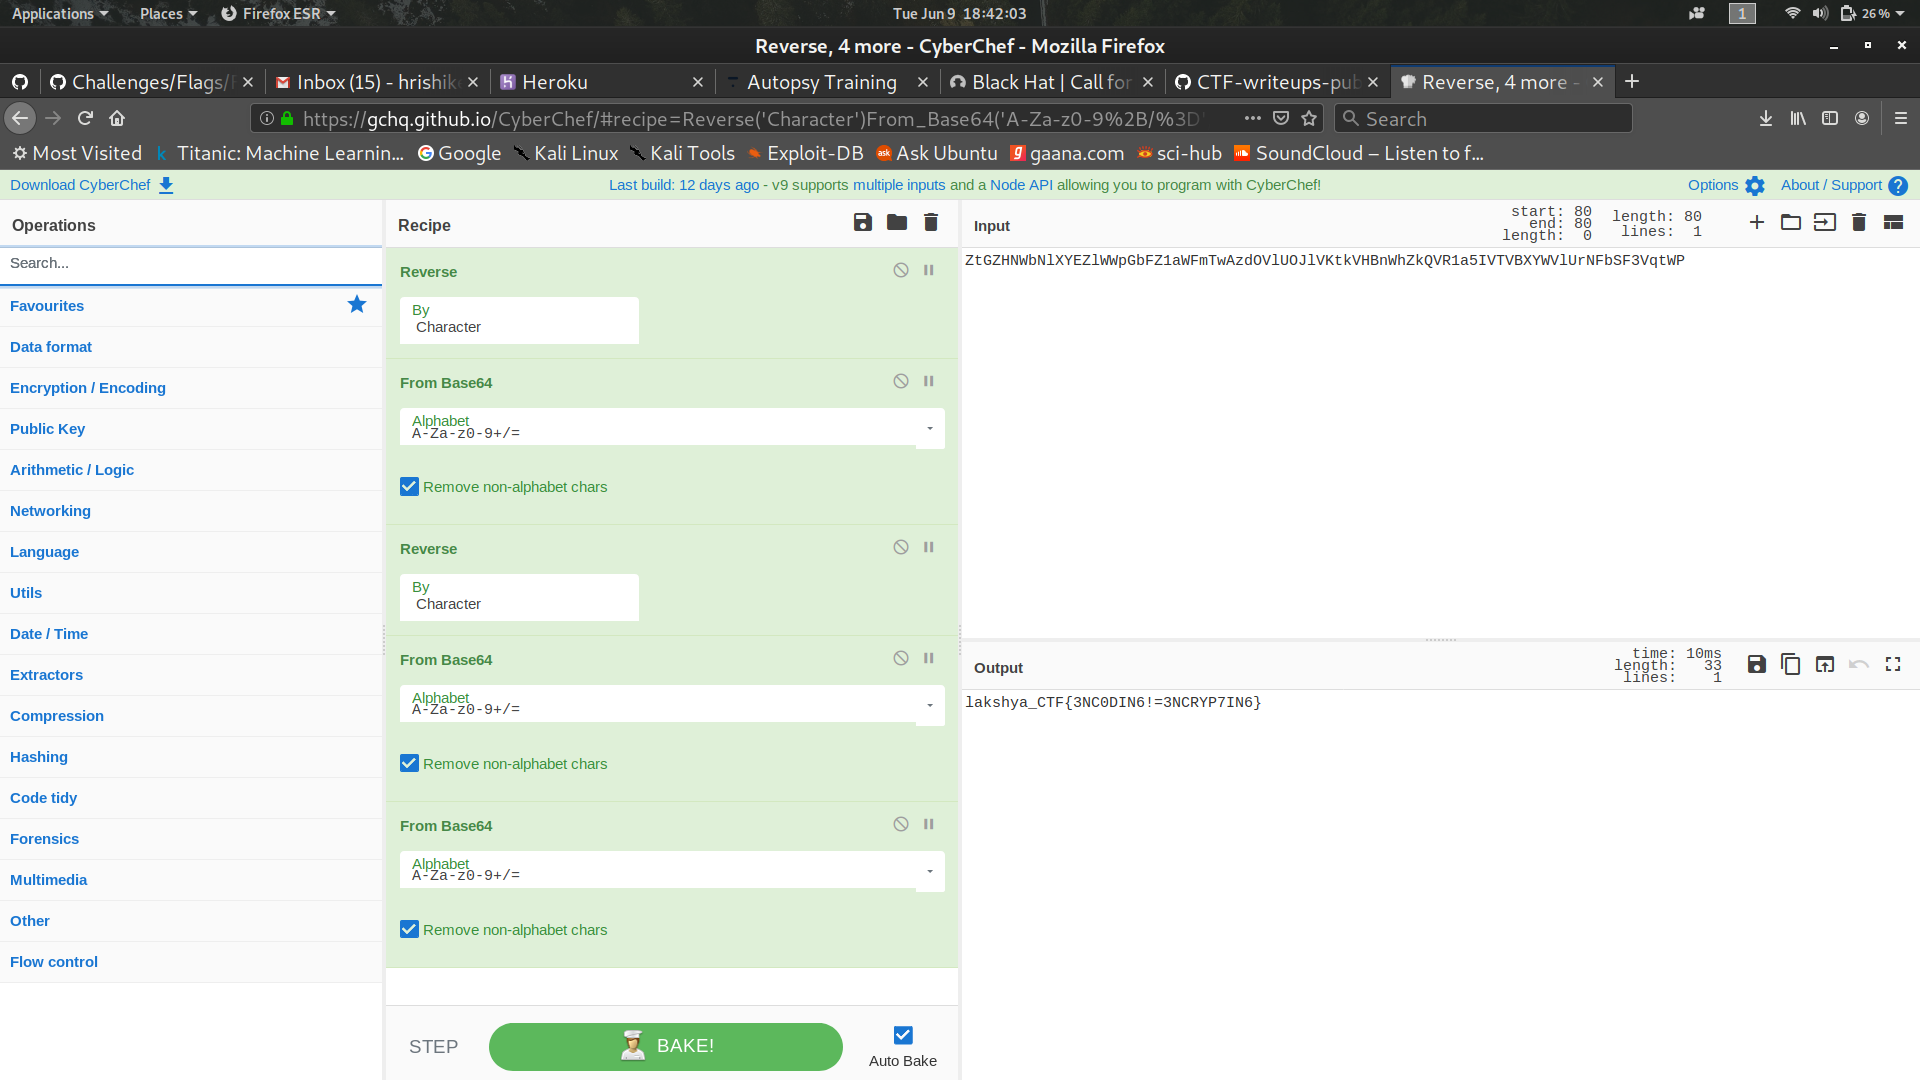 Applications Places Firefox ESR Tue Jun 9 18:42:03 1 26%
Reverse, 4 more - CyberChef - Mozilla Firefox
Challenges/Flags/ Inbox (15) - hrishik Heroku Autopsy Training Black Hat | Call for CTF-writeups-pub Reverse, 4 more -
https://gchq.github.io/CyberChef/#recipe=Reverse('Character')From_Base64('A-Za-z0-9%2B/%3D' Search
Most Visited Titanic: Machine Learnin... Google Kali Linux Kali Tools Exploit-DB Ask Ubuntu gaana.com sci-hub SoundCloud – Listen to f...
Download CyberChef Last build: 12 days ago - v9 supports multiple inputs and a Node API allowing you to program with CyberChef! Options About / Support
Operations
Search...
Favourites
Data format
Encryption / Encoding
Public Key
Arithmetic / Logic
Networking
Language
Utils
Date / Time
Extractors
Compression
Hashing
Code tidy
Forensics
Multimedia
Other
Flow control
Recipe
Reverse
By
Character
From Base64
Alphabet
A-Za-z0-9+/=
Remove non-alphabet chars
Reverse
By
Character
From Base64
Alphabet
A-Za-z0-9+/=
Remove non-alphabet chars
From Base64
Alphabet
A-Za-z0-9+/=
Remove non-alphabet chars
STEP BAKE! Auto Bake
Input
start: 80
end: 80
length: 0
length: 80
lines: 1
ZtGZHNWbNlXYEZlWWpGbFZ1aWFmTwAzdOVlUOJlVKtkVHBnWhZkQVR1a5IVTVBXYWVlUrNFbSF3VqtWP
Output
time: 10ms
length: 33
lines: 1
lakshya_CTF{3NC0DIN6!=3NCRYP7IN6}